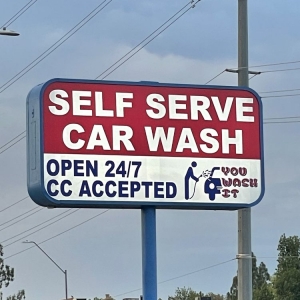 SELF SERVE
CAR WASH
OPEN 24/7
CC ACCEPTED
YOU
WASH
IT